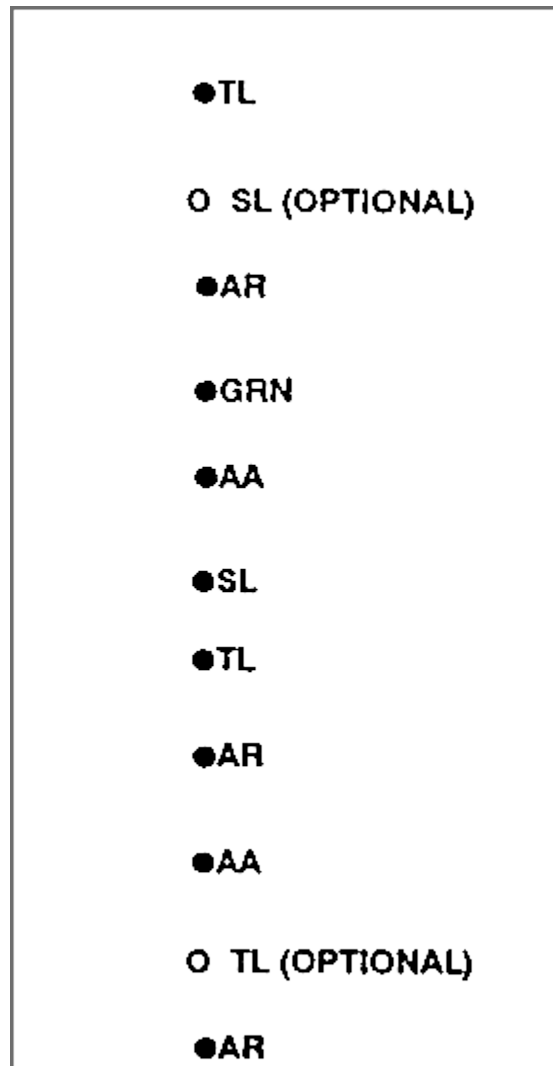 ●TL
O SL (OPTIONAL)
●AR
●GRN
●AA
●SL
●TL
●AR
●AA
O TL (OPTIONAL)
●AR